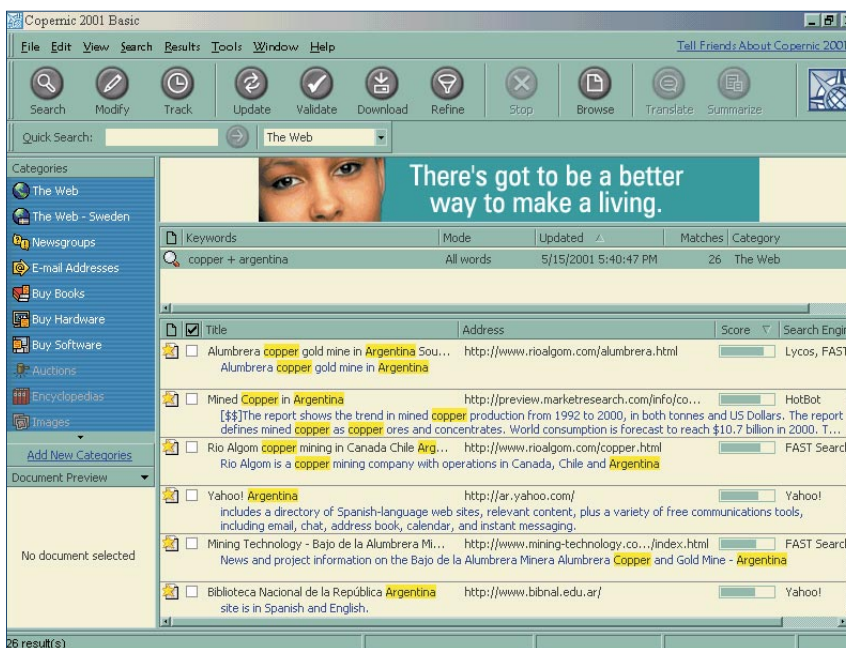 Copernic 2001 Basic
File Edit View Search Results Tools Window Help
Tell Friends About Copernic 2001
Search Modify Track Update Validate Download Refine Stop Browse Translate Summarize
Quick Search: The Web
Categories
The Web
The Web - Sweden
Newsgroups
E-mail Addresses
Buy Books
Buy Hardware
Buy Software
Auctions
Encyclopedias
Images
Add New Categories
Document Preview
No document selected
There's got to be a better
way to make a living.
Keywords Mode Updated Matches Category
copper + argentina All words 5/15/2001 5:40:47 PM 26 The Web
Title Address Score Search Engin
Alumbrera copper gold mine in Argentina Sou... http://www.rioalgom.com/alumbrera.html Lycos, FAST
Alumbrera copper gold mine in Argentina
Mined Copper in Argentina http://preview.marketresearch.com/info/co... HotBot
[$$]The report shows the trend in mined copper production from 1992 to 2000, in both tonnes and US Dollars. The report
defines mined copper as copper ores and concentrates. World consumption is forecast to reach $10.7 billion in 2000. T...
Rio Algom copper mining in Canada Chile Arg... http://www.rioalgom.com/copper.html FAST Search
Rio Algom is a copper mining company with operations in Canada, Chile and Argentina
Yahoo! Argentina http://ar.yahoo.com/ Yahoo!
includes a directory of Spanish-language web sites, relevant content, plus a variety of free communications tools,
including email, chat, address book, calendar, and instant messaging.
Mining Technology - Bajo de la Alumbrera Mi... http://www.mining-technology.co.../index.html FAST Search
News and project information on the Bajo de la Alumbrera Minera Alumbrera Copper and Gold Mine - Argentina
Biblioteca Nacional de la República Argentina http://www.bibnal.edu.ar/ Yahoo!
site is in Spanish and English.
26 result(s)